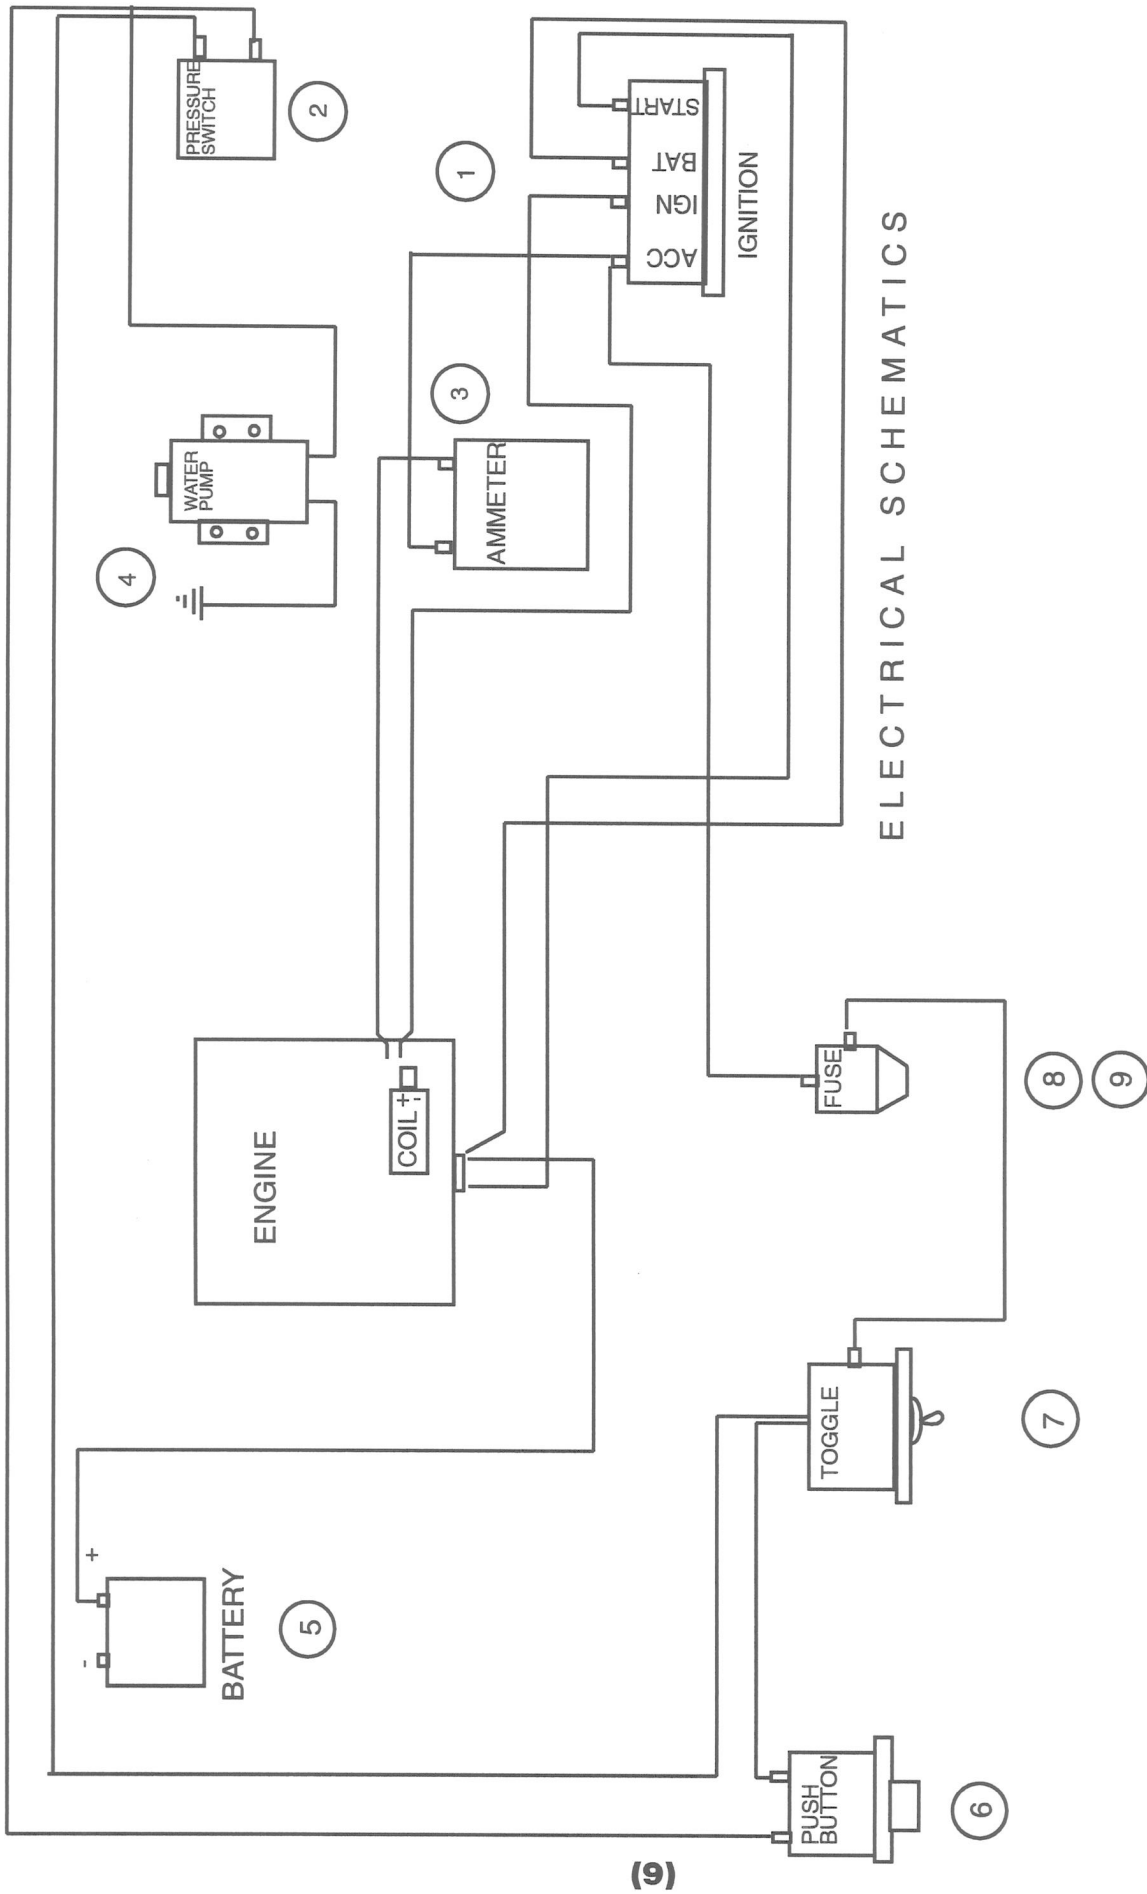 PRESSURE
SWITCH
2
WATER
PUMP
4
1
START
BAT
IGN
ACC
IGNITION
3
AMMETER
ENGINE
COIL
+
-
- +
BATTERY
5
FUSE
8
9
TOGGLE
7
PUSH
BUTTON
6
ELECTRICAL SCHEMATICS
(9)